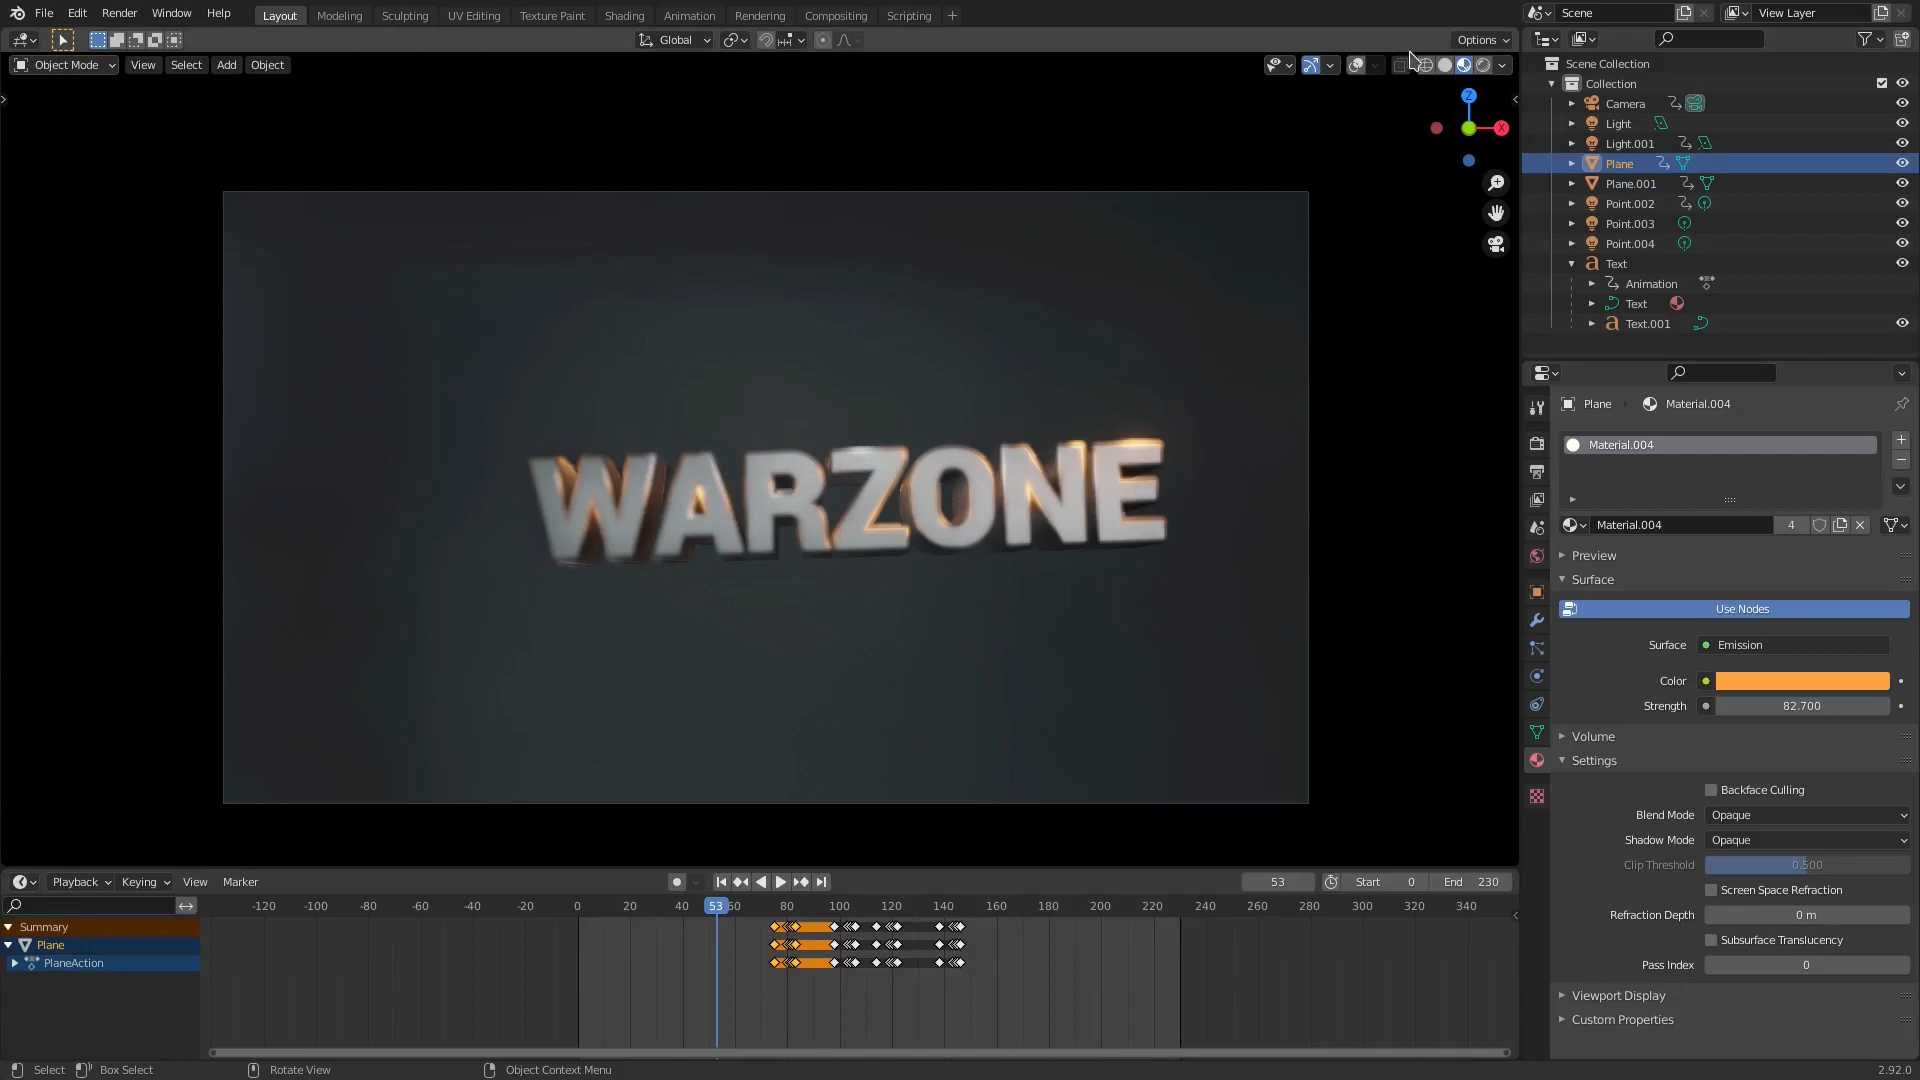 File Edit Render Window Help Layout Modeling Sculpting UV Editing Texture Paint Shading Animation Rendering Compositing Scripting + Scene View Layer
Global Options
Object Mode View Select Add Object
Scene Collection
Collection
Camera
Light
Light.001
Plane
Plane.001
Point.002
Point.003
Point.004
Text
Animation
Text
Text.001
Z
X
WARZONE
Plane Material.004
Material.004
Material.004 4
Preview
Surface
Use Nodes
Surface Emission
Color
Strength 82.700
Volume
Settings
Backface Culling
Blend Mode Opaque
Shadow Mode Opaque
Clip Threshold 0.500
Screen Space Refraction
Refraction Depth 0 m
Subsurface Translucency
Pass Index 0
Viewport Display
Custom Properties
Playback Keying View Marker 53 Start 0 End 230
-120 -100 -80 -60 -40 -20 0 20 40 53 60 80 100 120 140 160 180 200 220 240 260 280 300 320 340
Summary
Plane
PlaneAction
Select Box Select Rotate View Object Context Menu 2.92.0